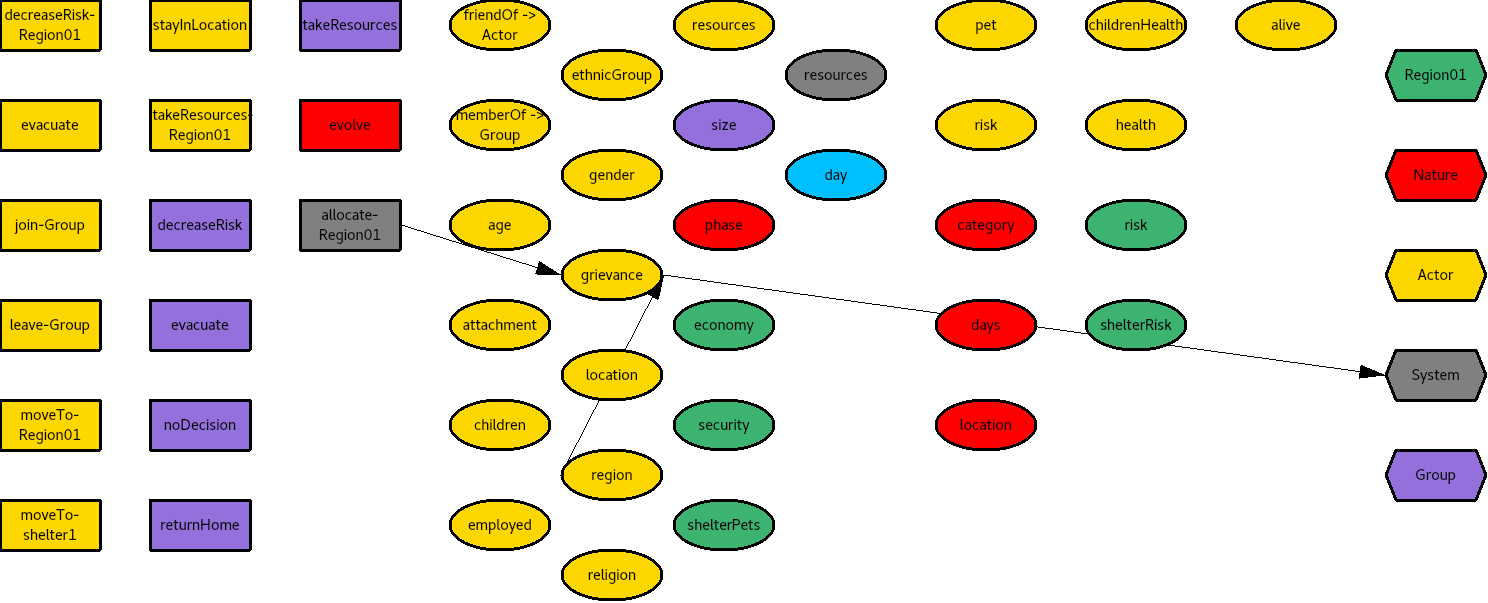 decreaseRisk-
Region01
stayInLocation
takeResources
friendOf ->
Actor
resources
pet
childrenHealth
alive
ethnicGroup
resources
Region01
evacuate
takeResources-
Region01
evolve
memberOf ->
Group
size
risk
health
gender
day
Nature
join-Group
decreaseRisk
allocate-
Region01
age
phase
category
risk
grievance
Actor
leave-Group
evacuate
attachment
economy
days
shelterRisk
location
System
moveTo-
Region01
noDecision
children
security
location
region
Group
moveTo-
shelter1
returnHome
employed
shelterPets
religion